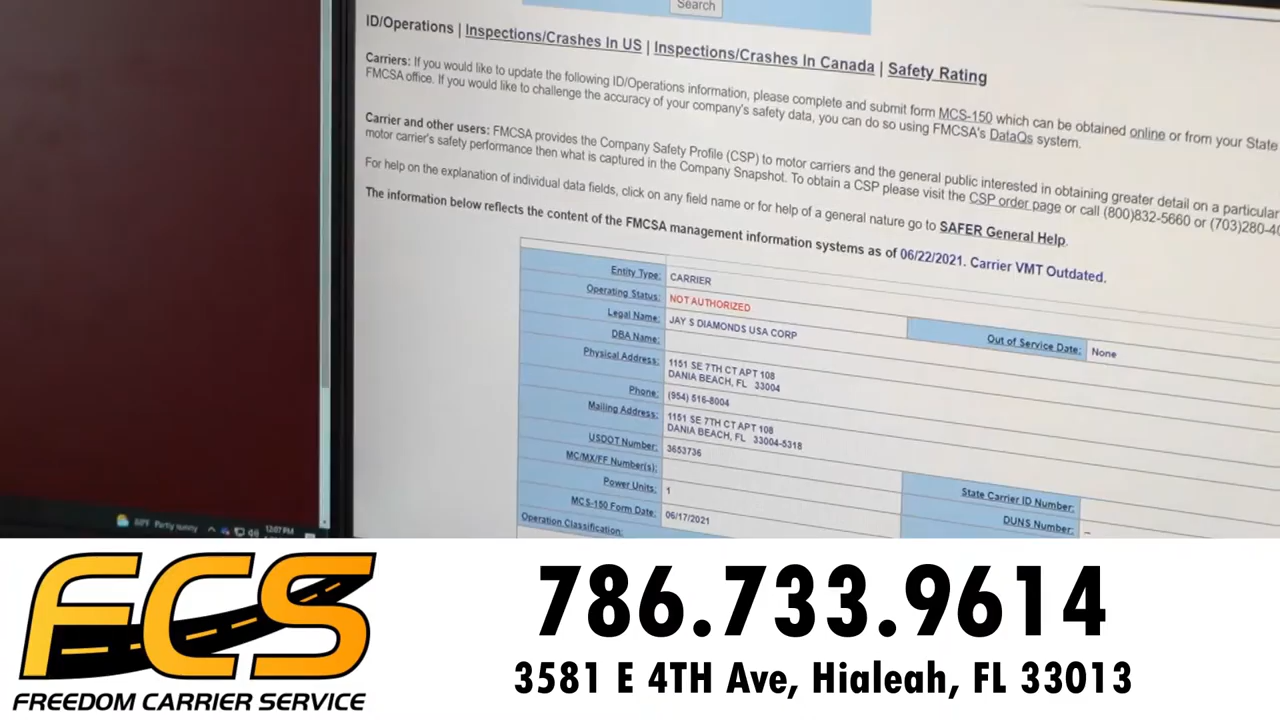 Search
ID/Operations | Inspections/Crashes In US | Inspections/Crashes In Canada | Safety Rating
Carriers: If you would like to update the following ID/Operations information, please complete and submit form MCS-150 which can be obtained online or from your State
FMCSA office. If you would like to challenge the accuracy of your company's safety data, you can do so using FMCSA's DataQs system.
Carrier and other users: FMCSA provides the Company Safety Profile (CSP) to motor carriers and the general public interested in obtaining greater detail on a particular
motor carrier's safety performance then what is captured in the Company Snapshot. To obtain a CSP please visit the CSP order page or call (800)832-5660 or (703)280-40
For help on the explanation of individual data fields, click on any field name or for help of a general nature go to SAFER General Help.
The information below reflects the content of the FMCSA management information systems as of 06/22/2021. Carrier VMT Outdated.
Entity Type: CARRIER
Operating Status: NOT AUTHORIZED
Out of Service Date: None
Legal Name: JAY S DIAMONDS USA CORP
DBA Name:
Physical Address: 1151 SE 7TH CT APT 108
DANIA BEACH, FL 33004
Phone: (954) 516-8004
Mailing Address: 1151 SE 7TH CT APT 108
DANIA BEACH, FL 33004-5318
USDOT Number: 3653736
State Carrier ID Number:
MC/MX/FF Number(s):
DUNS Number: --
Power Units: 1
MCS-150 Form Date: 06/17/2021
Operation Classification:
Partly sunny
12:07 PM
FCS
FREEDOM CARRIER SERVICE
786.733.9614
3581 E 4TH Ave, Hialeah, FL 33013